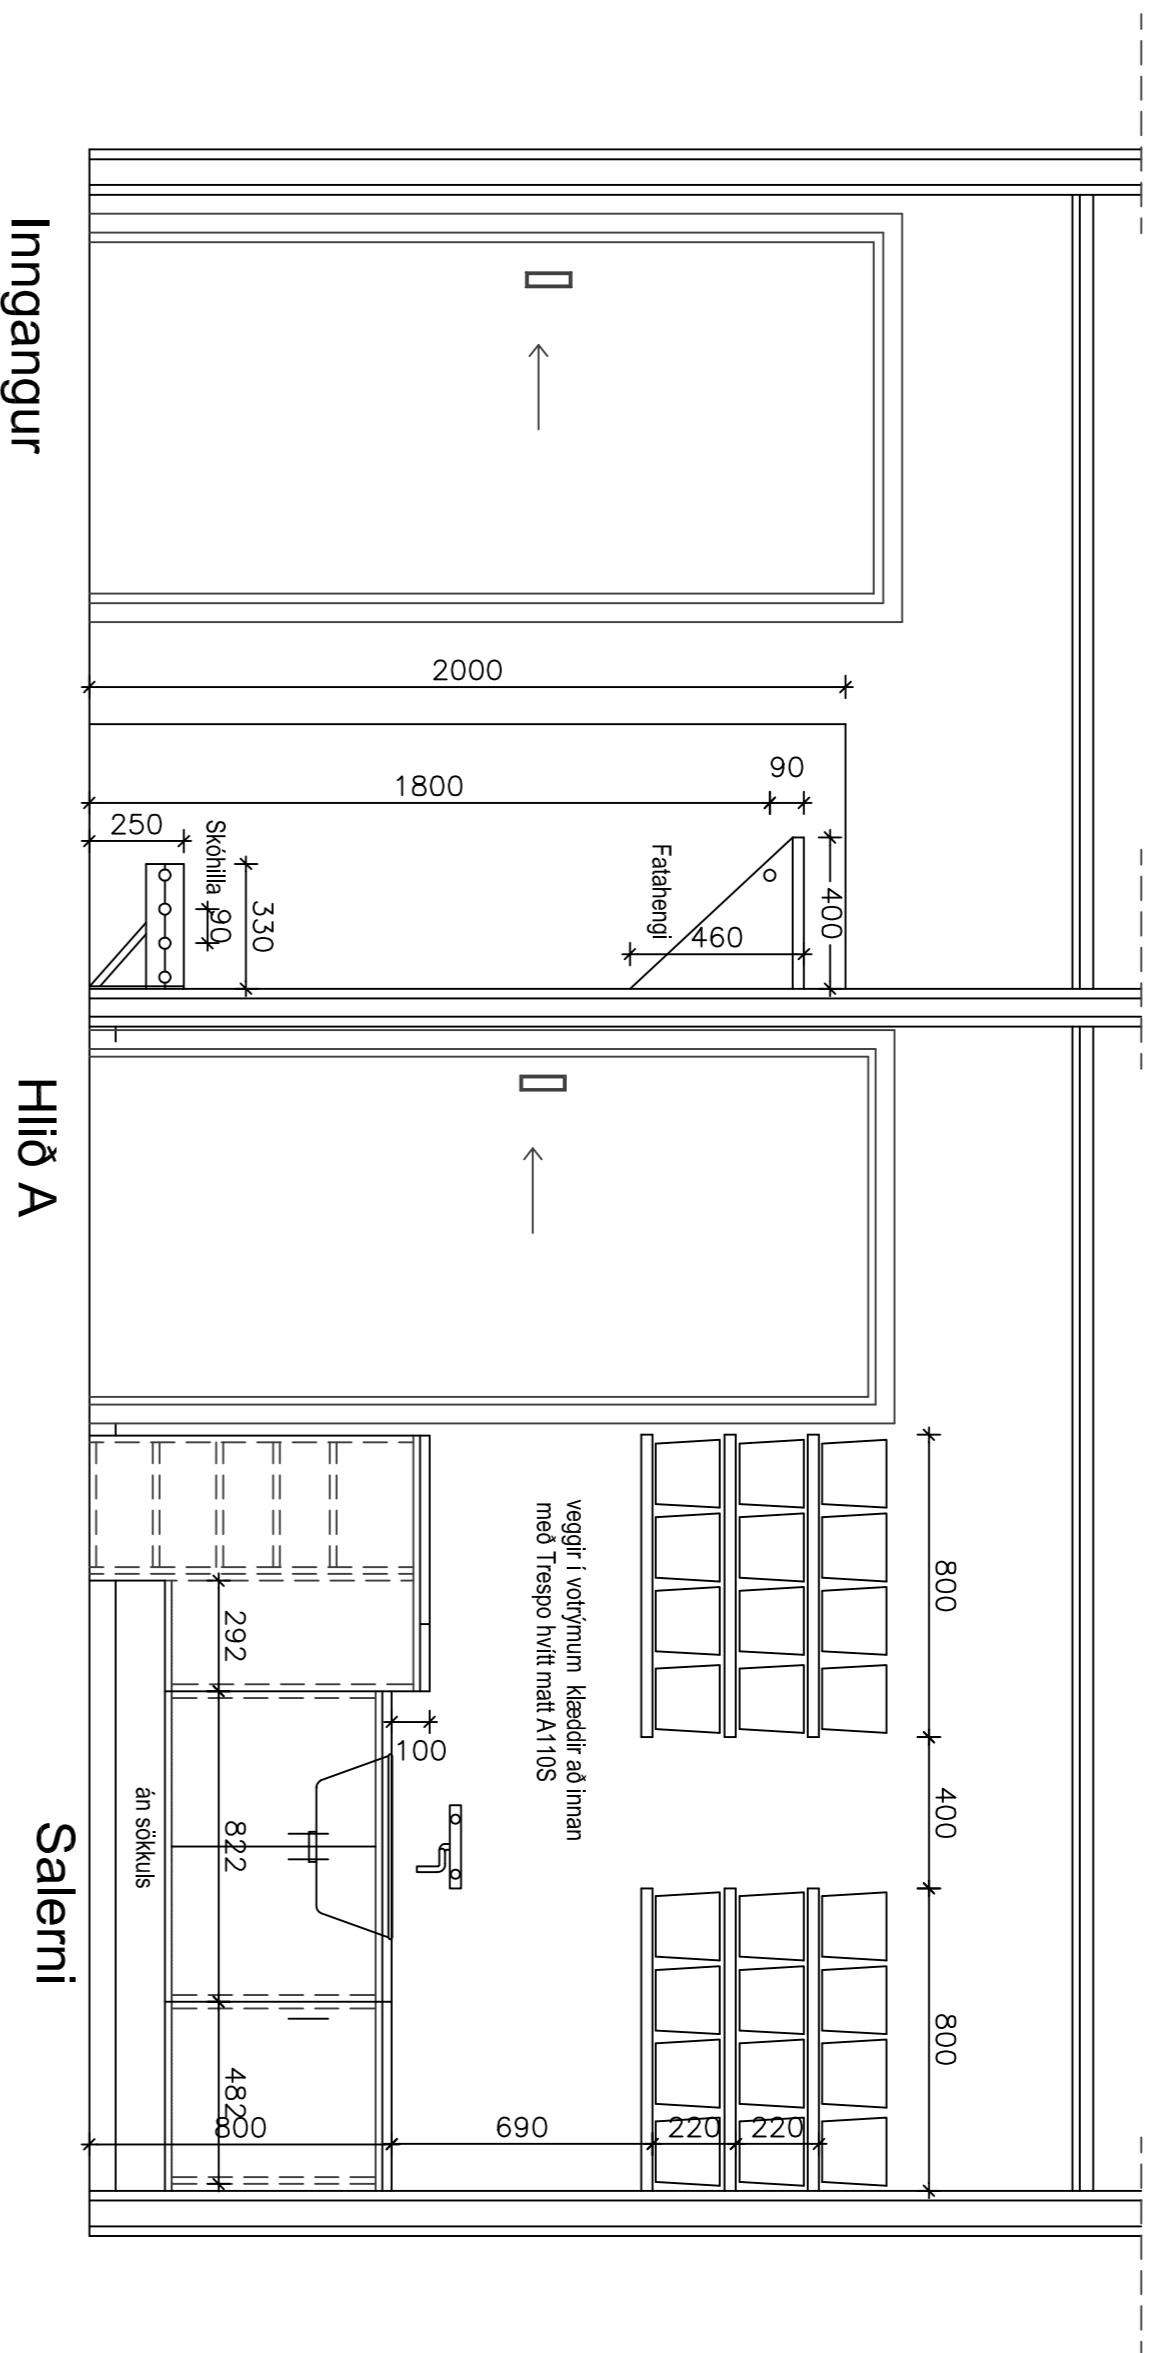 2000
1800
90
250
Skóhilla
90
330
Fatahengi
460
400
800
400
800
veggir í votrýmum klæddir að innan
með Trespo hvítt matt A110S
100
292
822
482
án sökkuls
800
690
220
220
Inngangur
Hlið A
Salerni